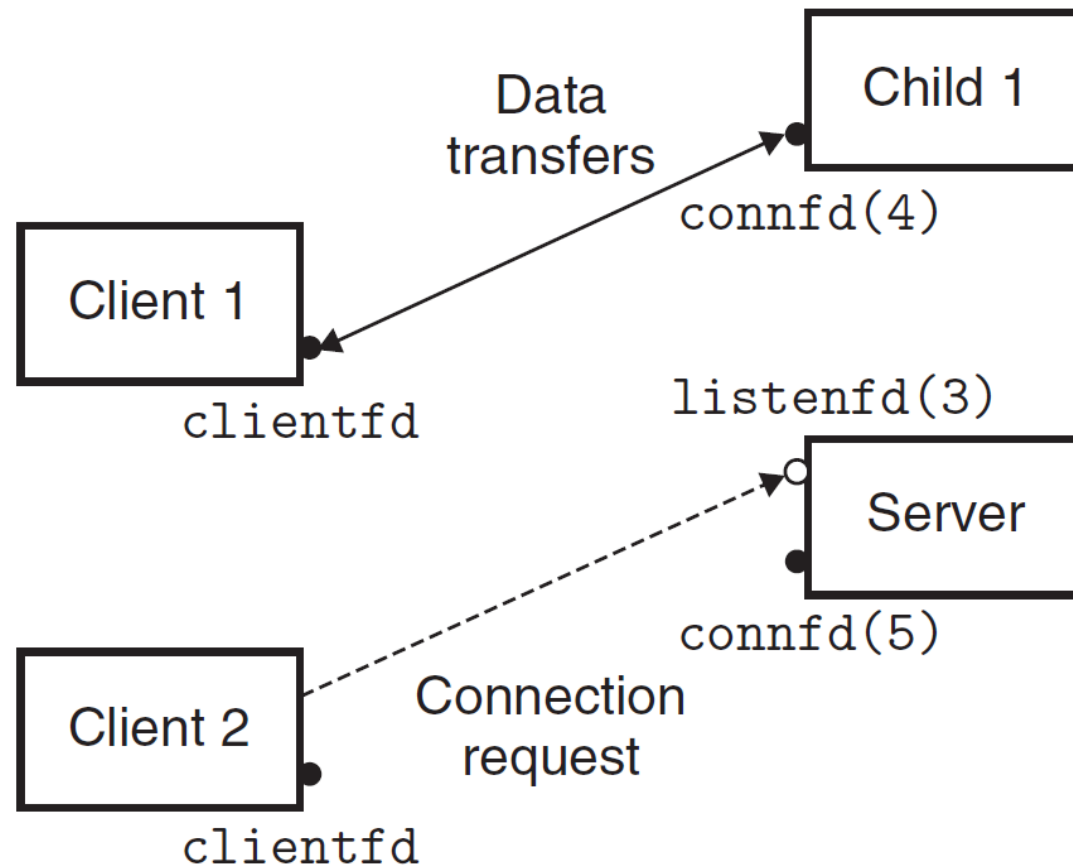 Child 1
Data
transfers
connfd(4)
Client 1
clientfd
listenfd(3)
Server
connfd(5)
Client 2
Connection
request
clientfd